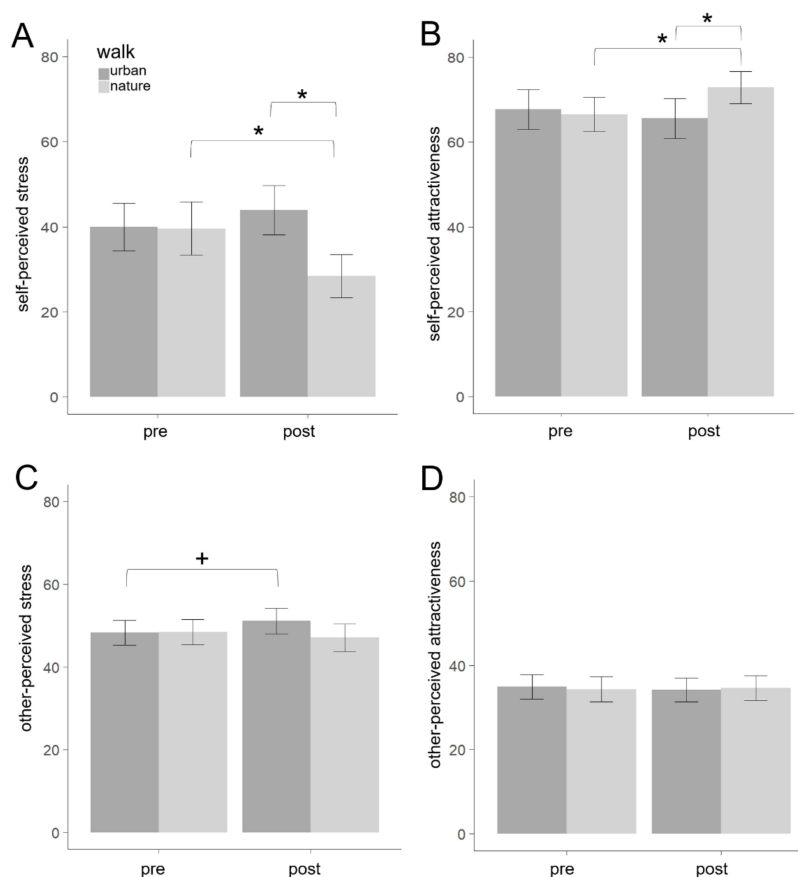 A
walk
urban
nature
self-perceived stress
80
60
40
20
0
*
*
pre
post
B
self-perceived attractiveness
80
60
40
20
0
*
*
pre
post
C
other-perceived stress
80
60
40
20
0
+
pre
post
D
other-perceived attractiveness
80
60
40
20
0
pre
post